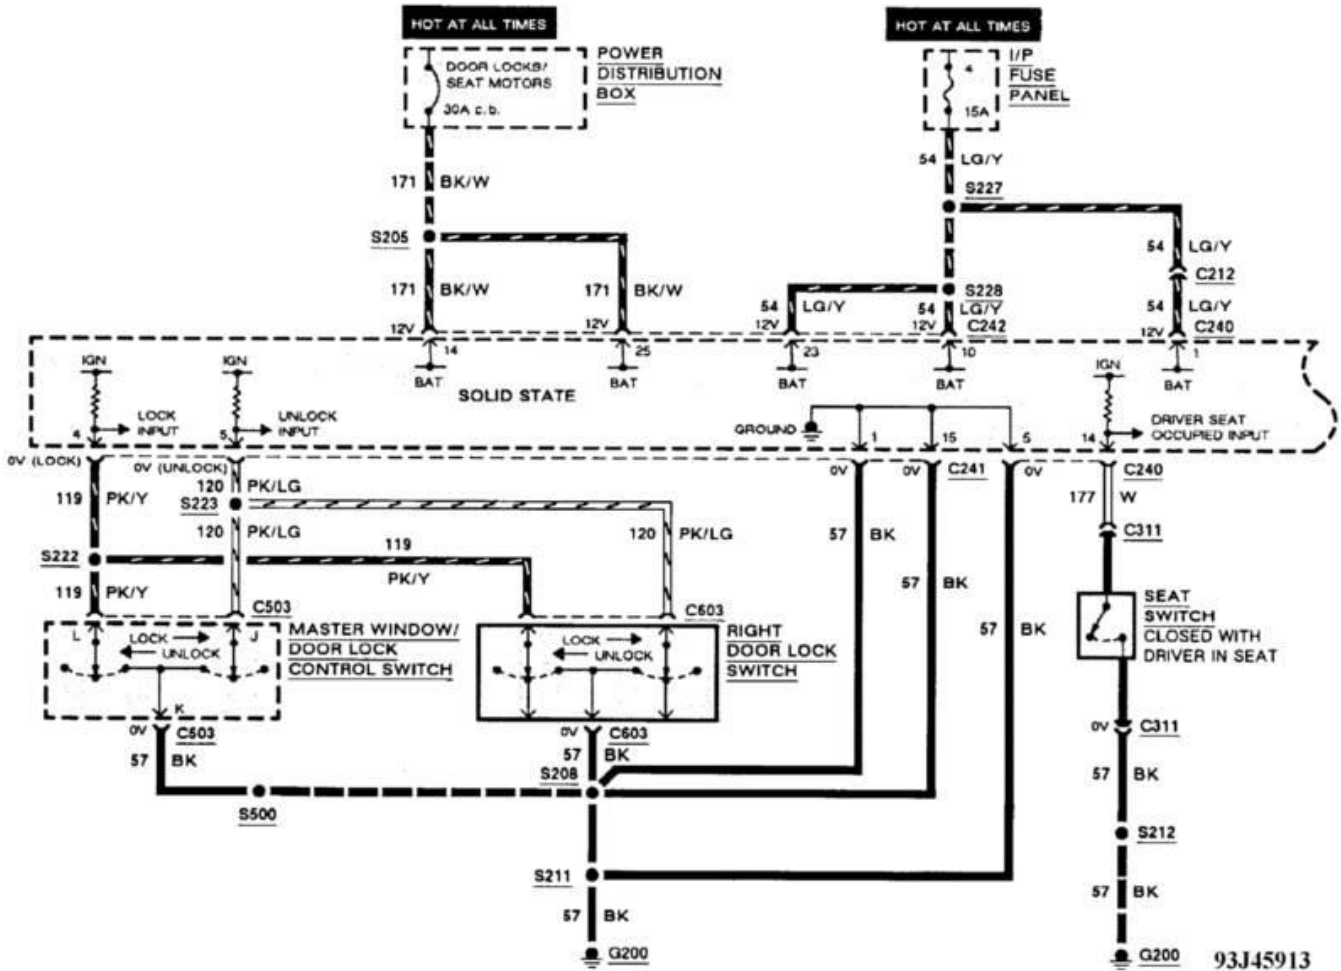 HOT AT ALL TIMES
HOT AT ALL TIMES
DOOR LOCKS/
SEAT MOTORS
30A c.b.
POWER
DISTRIBUTION
BOX
4
15A
I/P
FUSE
PANEL
54 LG/Y
S227
171 BK/W
S205
54 LG/Y
C212
171 BK/W
171 BK/W
54 LG/Y
S228
54 LG/Y
54 LG/Y
12V
12V
12V
12V
C242
12V
C240
14
25
23
10
1
BAT
BAT
BAT
BAT
BAT
IGN
IGN
IGN
SOLID STATE
LOCK
INPUT
UNLOCK
INPUT
GROUND
DRIVER SEAT
OCCUPIED INPUT
4
5
1
15
5
14
0V (LOCK)
0V (UNLOCK)
0V
0V
C241
0V
C240
119 PK/Y
120 PK/LG
S223
177 W
120 PK/LG
120 PK/LG
57 BK
C311
S222
119
PK/Y
119 PK/Y
57 BK
C503
C603
57 BK
SEAT
SWITCH
CLOSED WITH
DRIVER IN SEAT
L
LOCK
J
UNLOCK
K
MASTER WINDOW/
DOOR LOCK
CONTROL SWITCH
LOCK
UNLOCK
RIGHT
DOOR LOCK
SWITCH
0V
C503
0V
C603
0V
C311
57 BK
57 BK
57 BK
S208
S500
S212
S211
57 BK
57 BK
G200
G200
93J45913